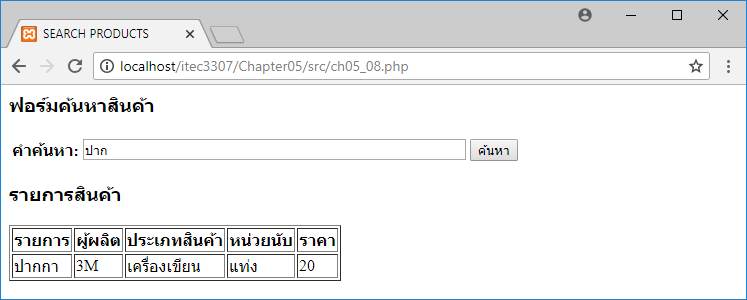 SEARCH PRODUCTS
localhost/itec3307/Chapter05/src/ch05_08.php
ฟอร์มค้นหาสินค้า
คำค้นหา: ปาก ค้นหา
รายการสินค้า
รายการ ผู้ผลิต ประเภทสินค้า หน่วยนับ ราคา
ปากกา 3M เครื่องเขียน แท่ง 20